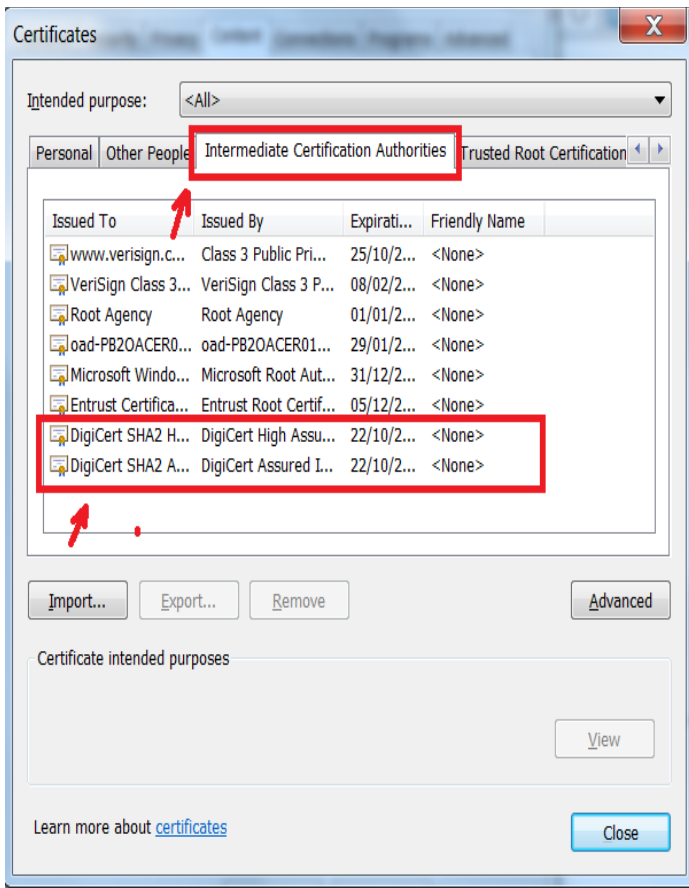 Certificates
Content
Intended purpose: <All>
Personal Other People Intermediate Certification Authorities Trusted Root Certification
Issued To Issued By Expirati... Friendly Name
www.verisign.c... Class 3 Public Pri... 25/10/2... <None>
VeriSign Class 3... VeriSign Class 3 P... 08/02/2... <None>
Root Agency Root Agency 01/01/2... <None>
oad-PB2OACER0... oad-PB2OACER01... 29/01/2... <None>
Microsoft Windo... Microsoft Root Aut... 31/12/2... <None>
Entrust Certifica... Entrust Root Certif... 05/12/2... <None>
DigiCert SHA2 H... DigiCert High Assu... 22/10/2... <None>
DigiCert SHA2 A... DigiCert Assured I... 22/10/2... <None>
Import... Export... Remove Advanced
Certificate intended purposes
View
Learn more about certificates
Close